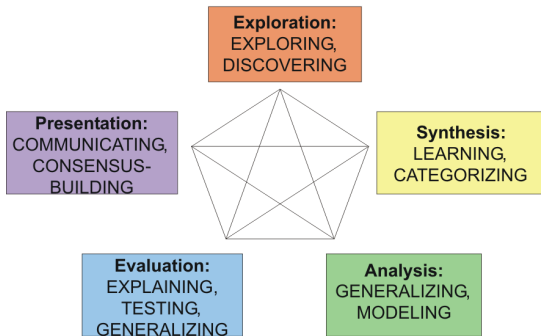 Exploration:
EXPLORING,
DISCOVERING
Presentation:
COMMUNICATING,
CONSENSUS-
BUILDING
Synthesis:
LEARNING,
CATEGORIZING
Evaluation:
EXPLAINING,
TESTING,
GENERALIZING
Analysis:
GENERALIZING,
MODELING